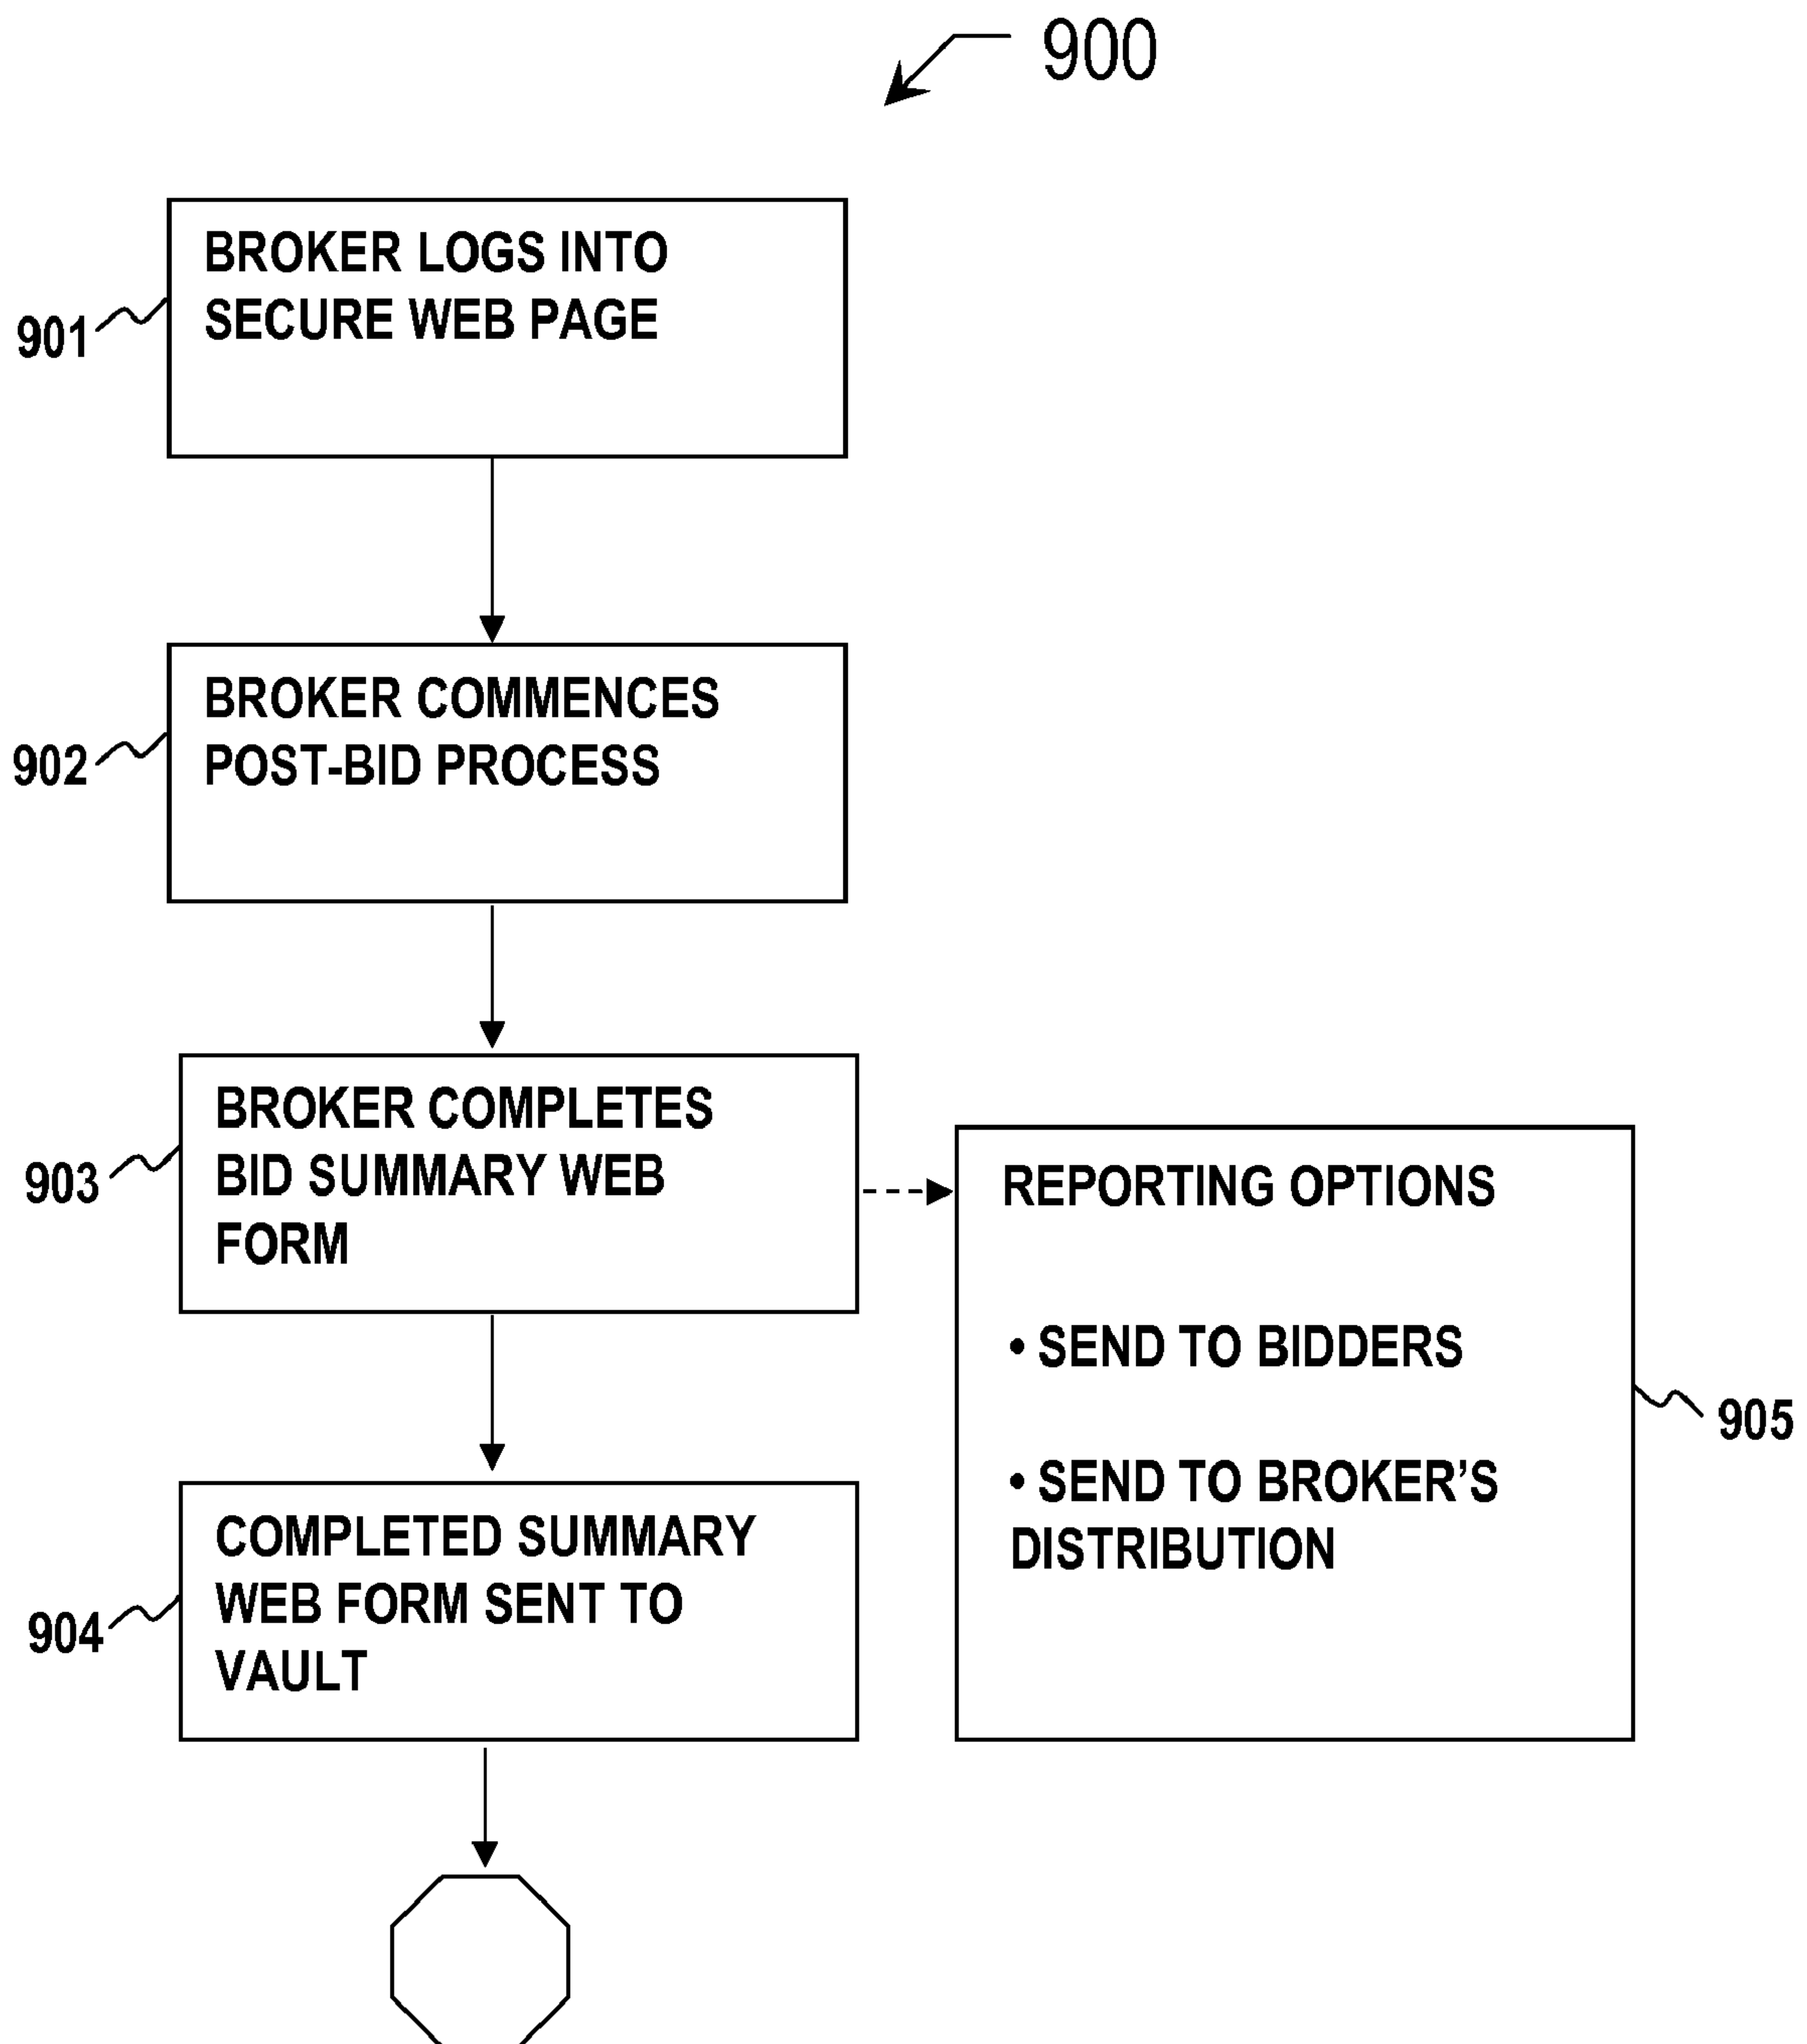 900
BROKER LOGS INTO
SECURE WEB PAGE
901
BROKER COMMENCES
POST-BID PROCESS
902
BROKER COMPLETES
BID SUMMARY WEB
FORM
903
REPORTING OPTIONS
• SEND TO BIDDERS
• SEND TO BROKER’S
DISTRIBUTION
905
COMPLETED SUMMARY
WEB FORM SENT TO
VAULT
904